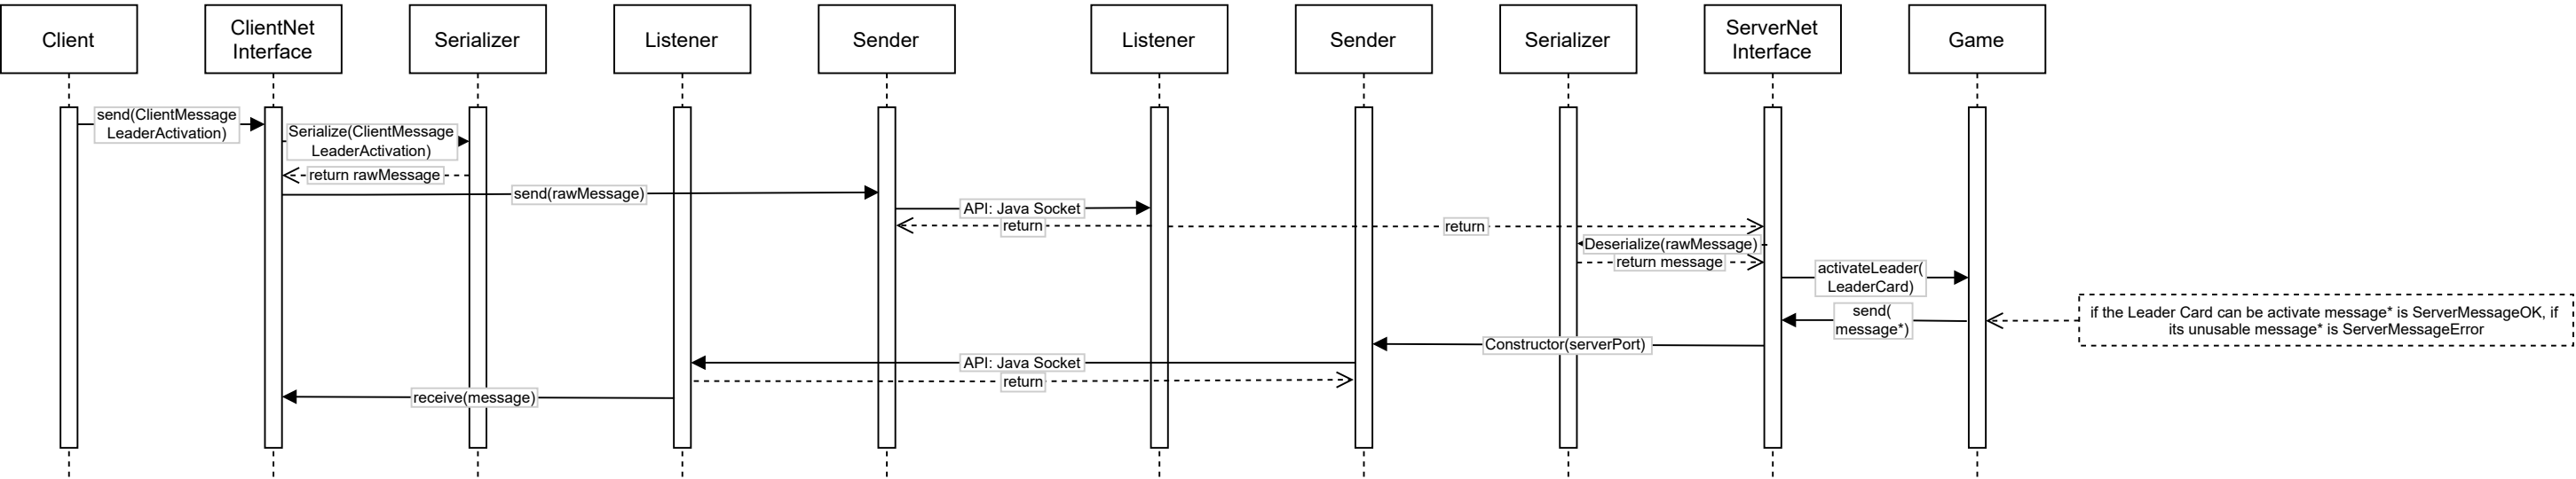 Client
ClientNet
Interface
Serializer
Listener
Sender
Listener
Sender
Serializer
ServerNet
Interface
Game
send(ClientMessage
LeaderActivation)
Serialize(ClientMessage
LeaderActivation)
return rawMessage
send(rawMessage)
API: Java Socket
return
return
Deserialize(rawMessage)
return message
activateLeader(
LeaderCard)
send(
message*)
if the Leader Card can be activate message* is ServerMessageOK, if
its unusable message* is ServerMessageError
Constructor(serverPort)
API: Java Socket
return
receive(message)